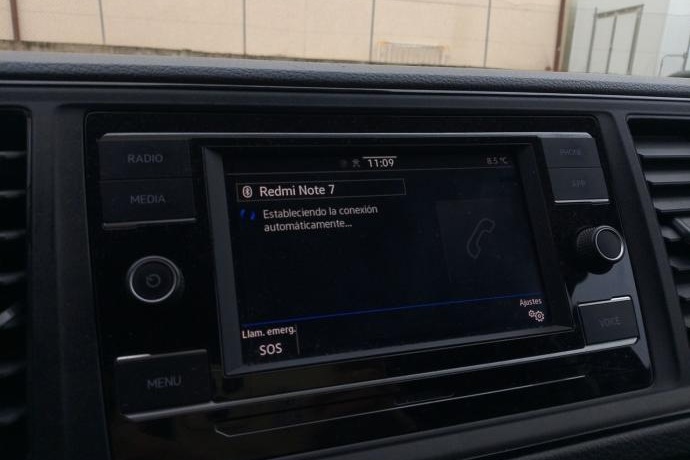 RADIO
MEDIA
MENU
11:09
8.5 °C
Redmi Note 7
Estableciendo la conexión
automáticamente...
Ajustes
Llam. emerg.
SOS
PHONE
APP
VOICE